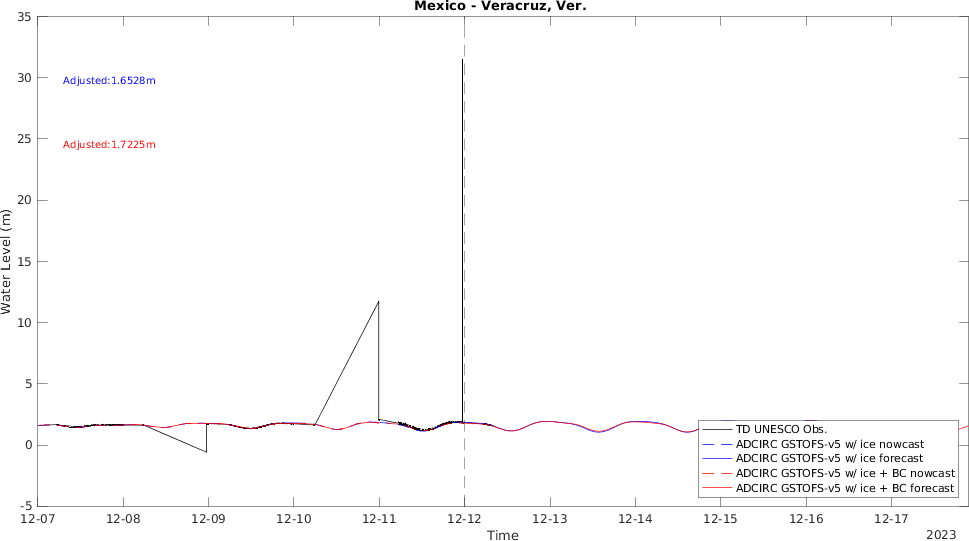 Mexico - Veracruz, Ver.
35
30
25
20
15
10
5
0
-5
Water Level (m)
Adjusted:1.6528m
Adjusted:1.7225m
TD UNESCO Obs.
ADCIRC GSTOFS-v5 w/ ice nowcast
ADCIRC GSTOFS-v5 w/ ice forecast
ADCIRC GSTOFS-v5 w/ ice + BC nowcast
ADCIRC GSTOFS-v5 w/ ice + BC forecast
12-07 12-08 12-09 12-10 12-11 12-12 12-13 12-14 12-15 12-16 12-17
Time
2023